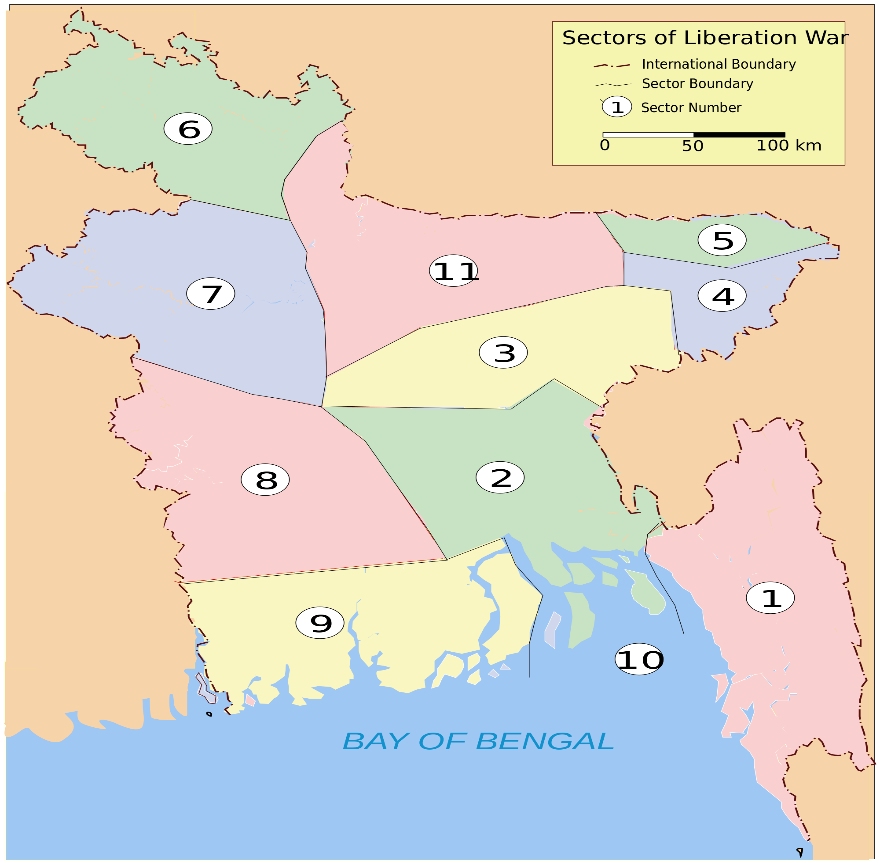 Sectors of Liberation War
International Boundary
Sector Boundary
1 Sector Number
0 50 100 km
6
5
11
7
4
3
8
2
1
9
10
BAY OF BENGAL